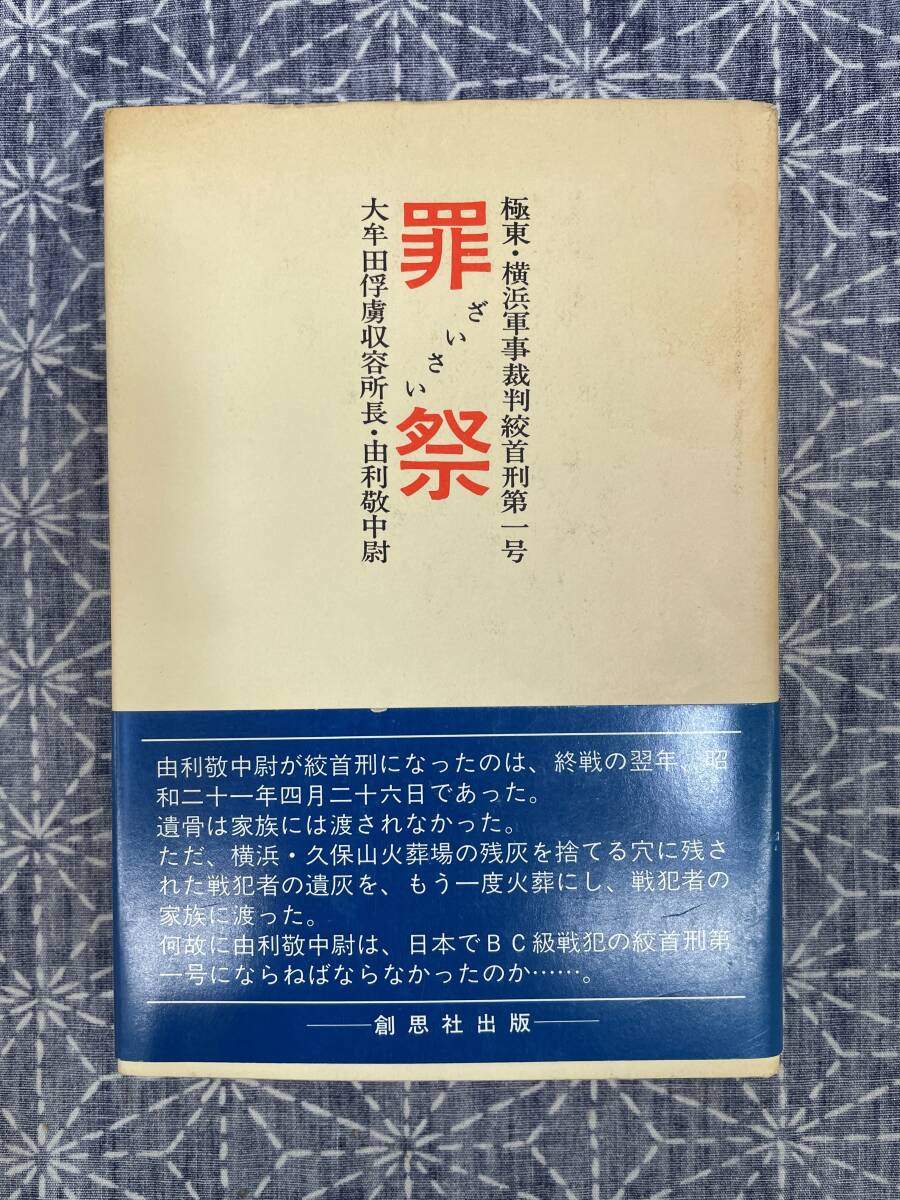 極東・横浜軍事裁判絞首刑第一号
罪祭
ざいさい
大牟田俘虜収容所長・由利敬中尉
由利敬中尉が絞首刑になったのは、終戦の翌年、昭
和二十一年四月二十六日であった。
遺骨は家族には渡されなかった。
ただ、横浜・久保山火葬場の残灰を捨てる穴に残さ
れた戦犯者の遺灰を、もう一度火葬にし、戦犯者の
家族に渡った。
何故に由利敬中尉は、日本でＢＣ級戦犯の絞首刑第
一号にならねばならなかったのか……。
創思社出版